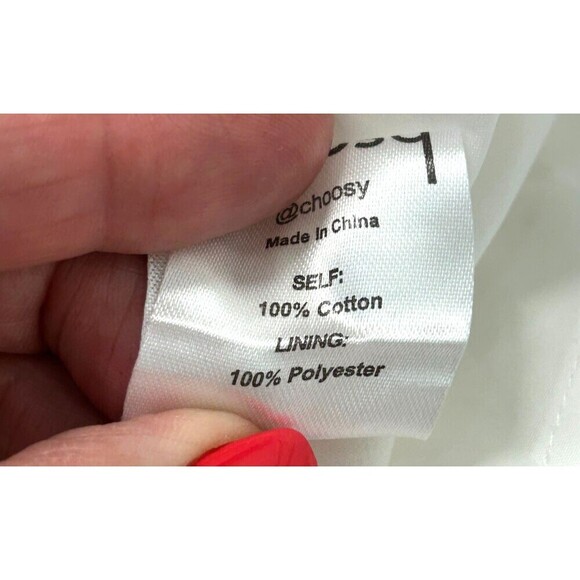 @choosy
Made In China
SELF:
100% Cotton
LINING:
100% Polyester